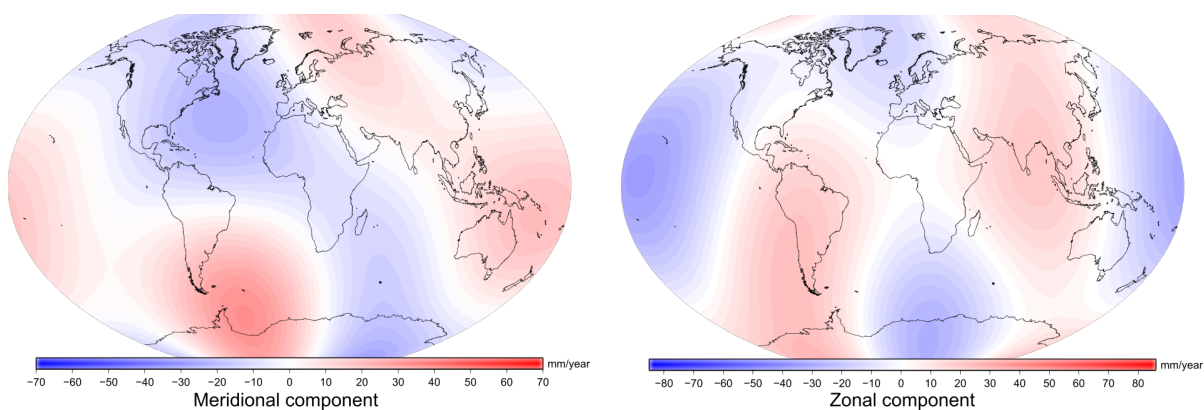 −70 −60 −50 −40 −30 −20 −10 0 10 20 30 40 50 60 70 mm/year
Meridional component
−80 −70 −60 −50 −40 −30 −20 −10 0 10 20 30 40 50 60 70 80 mm/year
Zonal component